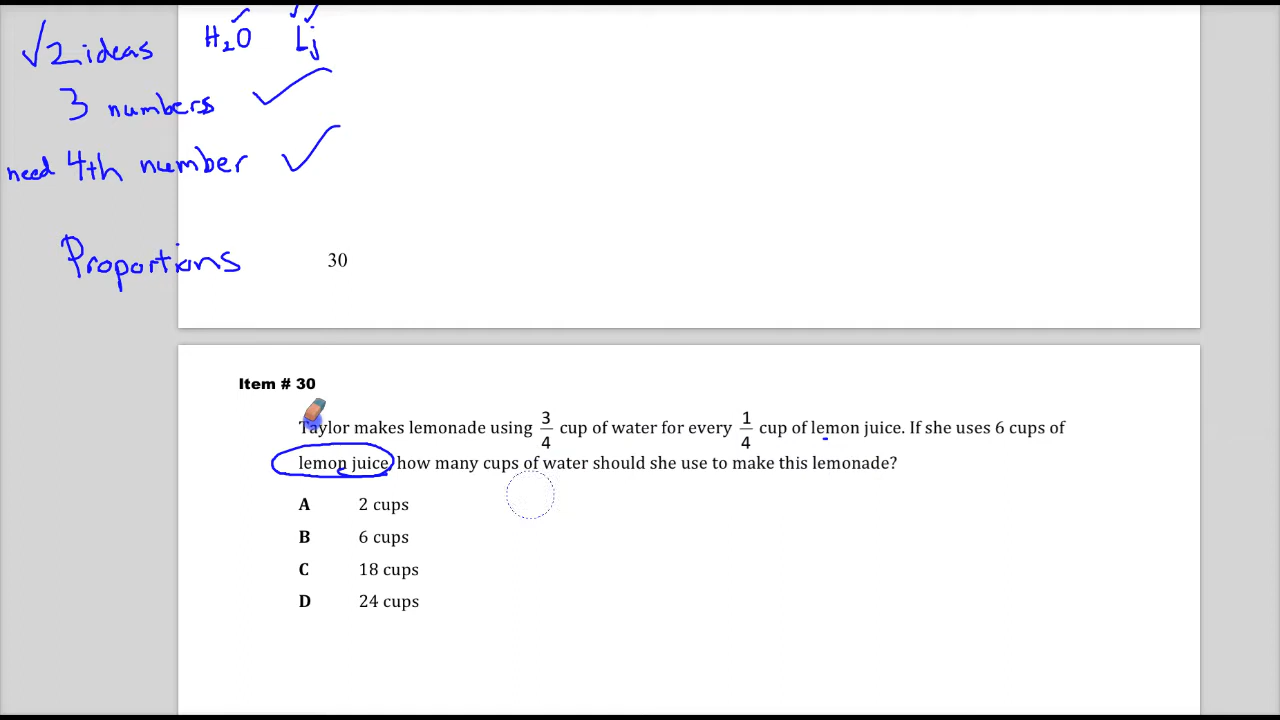 √2 ideas H₂O Lj
3 numbers
need 4th number
Proportions
30
Item # 30
Taylor makes lemonade using 3/4 cup of water for every 1/4 cup of lemon juice. If she uses 6 cups of
lemon juice, how many cups of water should she use to make this lemonade?
A 2 cups
B 6 cups
C 18 cups
D 24 cups